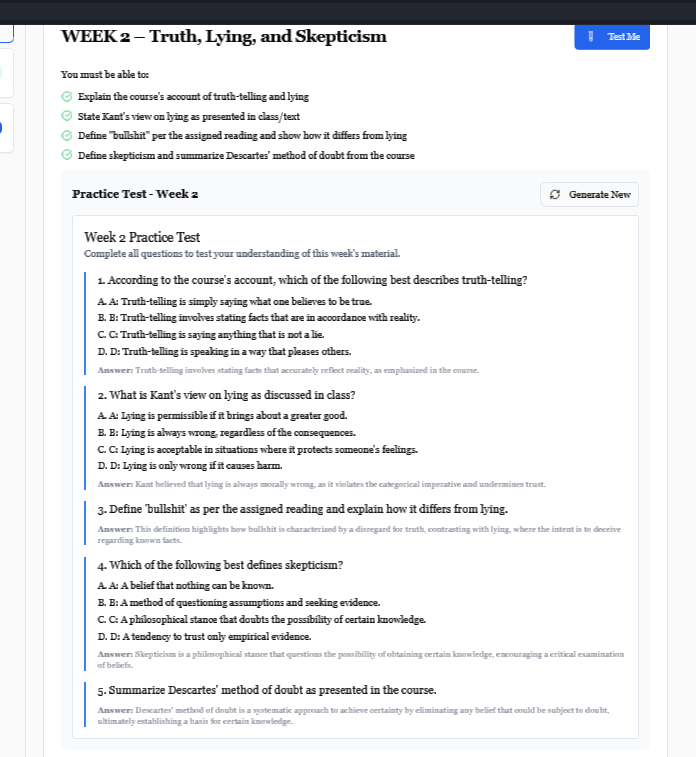 WEEK 2 – Truth, Lying, and Skepticism
Test Me
You must be able to:
Explain the course's account of truth-telling and lying
State Kant's view on lying as presented in class/text
Define "bullshit" per the assigned reading and show how it differs from lying
Define skepticism and summarize Descartes' method of doubt from the course
Practice Test - Week 2
Generate New
Week 2 Practice Test
Complete all questions to test your understanding of this week's material.
1. According to the course's account, which of the following best describes truth-telling?
A. A: Truth-telling is simply saying what one believes to be true.
B. B: Truth-telling involves stating facts that are in accordance with reality.
C. C: Truth-telling is saying anything that is not a lie.
D. D: Truth-telling is speaking in a way that pleases others.
Answer: Truth-telling involves stating facts that accurately reflect reality, as emphasized in the course.
2. What is Kant's view on lying as discussed in class?
A. A: Lying is permissible if it brings about a greater good.
B. B: Lying is always wrong, regardless of the consequences.
C. C: Lying is acceptable in situations where it protects someone's feelings.
D. D: Lying is only wrong if it causes harm.
Answer: Kant believed that lying is always morally wrong, as it violates the categorical imperative and undermines trust.
3. Define 'bullshit' as per the assigned reading and explain how it differs from lying.
Answer: This definition highlights how bullshit is characterized by a disregard for truth, contrasting with lying, where the intent is to deceive
regarding known facts.
4. Which of the following best defines skepticism?
A. A: A belief that nothing can be known.
B. B: A method of questioning assumptions and seeking evidence.
C. C: A philosophical stance that doubts the possibility of certain knowledge.
D. D: A tendency to trust only empirical evidence.
Answer: Skepticism is a philosophical stance that questions the possibility of obtaining certain knowledge, encouraging a critical examination
of beliefs.
5. Summarize Descartes' method of doubt as presented in the course.
Answer: Descartes' method of doubt is a systematic approach to achieve certainty by eliminating any belief that could be subject to doubt,
ultimately establishing a basis for certain knowledge.